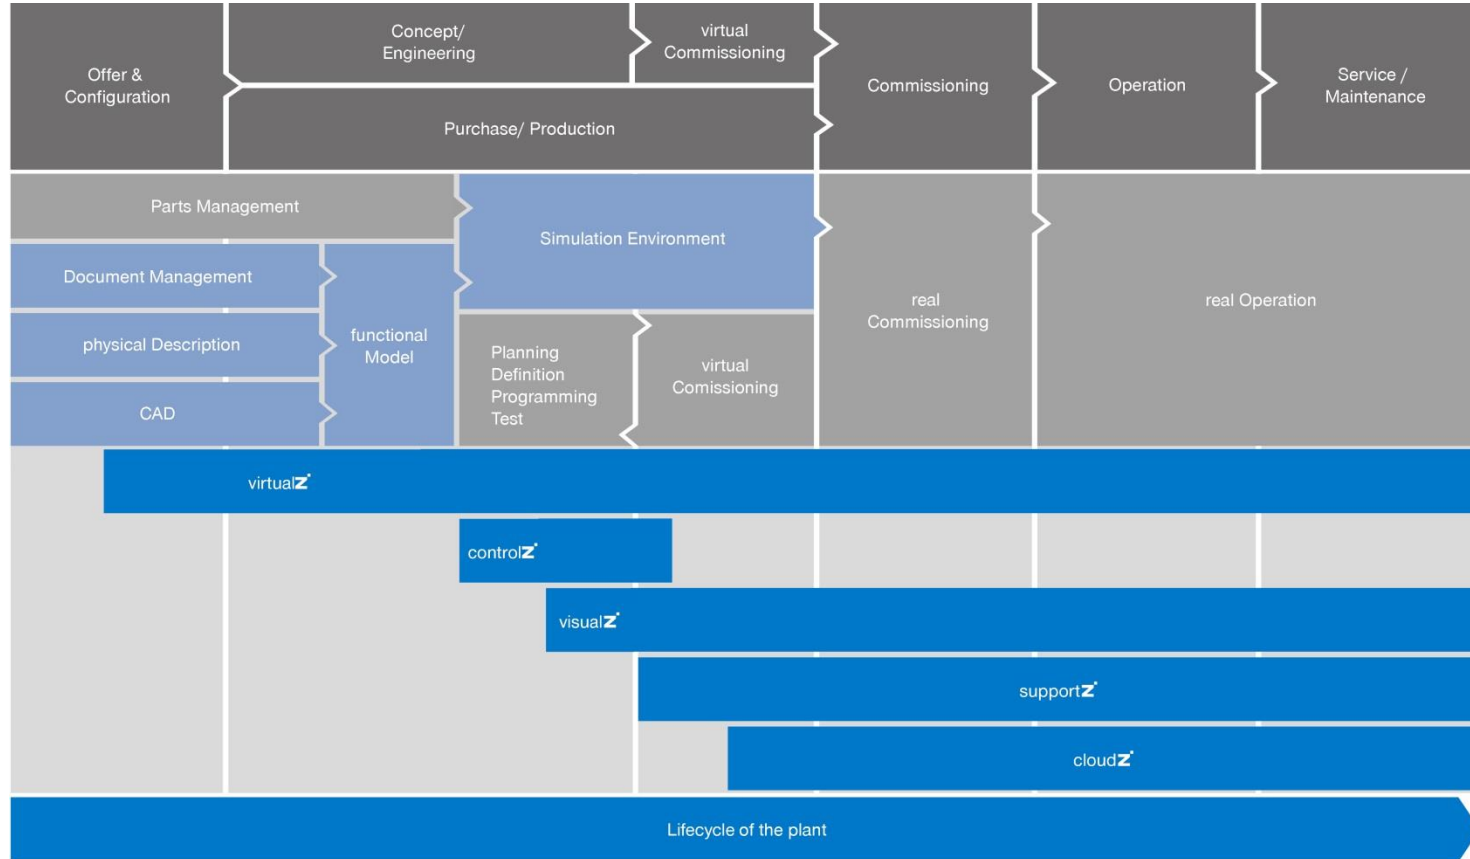 Concept/
Engineering
virtual
Commissioning
Offer &
Configuration
Commissioning
Operation
Service /
Maintenance
Purchase/ Production
Parts Management
Simulation Environment
Document Management
physical Description
CAD
functional
Model
Planning
Definition
Programming
Test
virtual
Comissioning
real
Commissioning
real Operation
virtualz
controlz
visualz
supportz
cloudz
Lifecycle of the plant